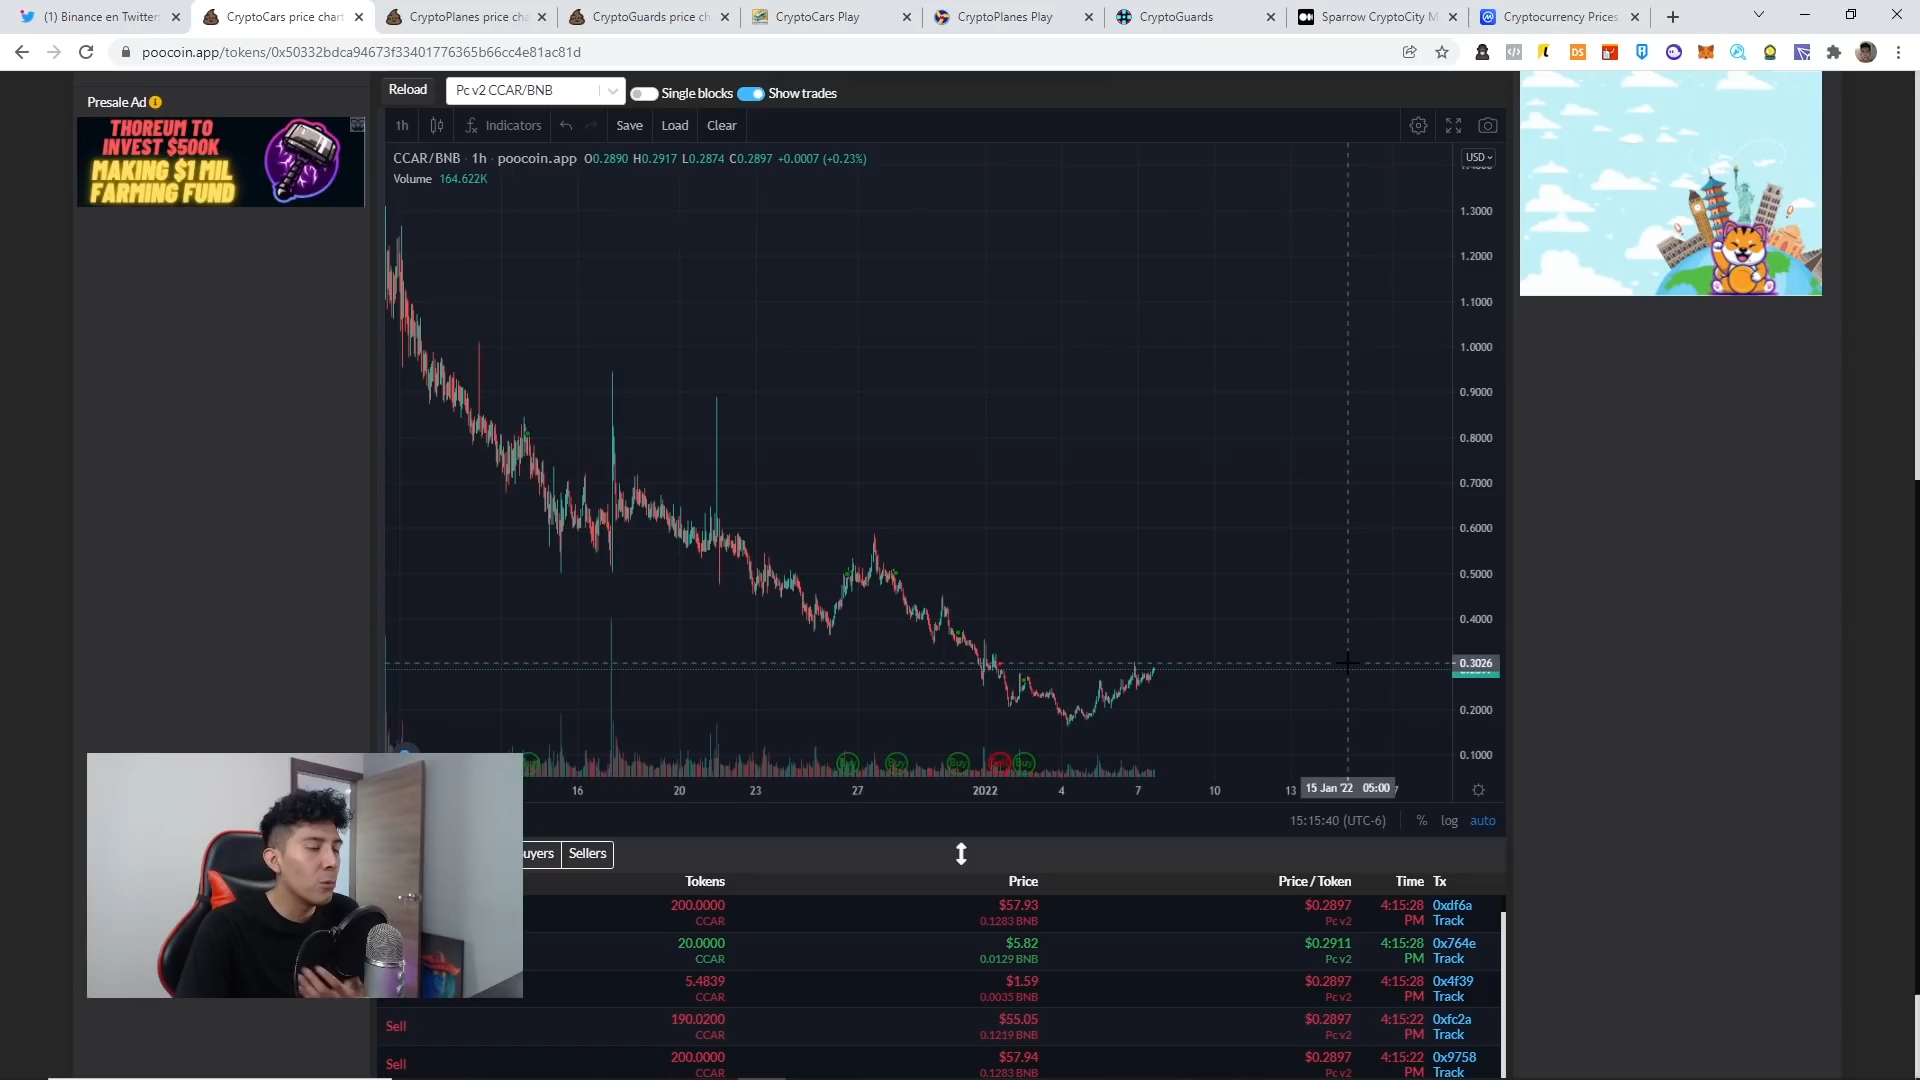 (1) Binance en Twitter:
CryptoCars price chart
CryptoPlanes price cha
CryptoGuards price ch
CryptoCars Play
CryptoPlanes Play
CryptoGuards
Sparrow CryptoCity M
Cryptocurrency Prices,
poocoin.app/tokens/0x50332bdca94673f33401776365b66cc4e81ac81d
Presale Ad
THOREUM TO
INVEST $500K
MAKING $1 MIL
FARMING FUND
Reload
Pc v2 CCAR/BNB
Single blocks
Show trades
1h
Indicators
Save
Load
Clear
CCAR/BNB · 1h · poocoin.app O0.2890 H0.2917 L0.2874 C0.2897 +0.0007 (+0.23%)
Volume 164.622K
USD
1.3000
1.2000
1.1000
1.0000
0.9000
0.8000
0.7000
0.6000
0.5000
0.4000
0.3026
0.2000
0.1000
Buy
Buy
Buy
Buy
16
20
23
27
2022
4
7
10
13
15 Jan '22 05:00
15:15:40 (UTC-6)
%
log
auto
uyers
Sellers
Tokens
Price
Price / Token
Time
Tx
200.0000 $57.93 $0.2897 4:15:28 0xdf6a
CCAR 0.1283 BNB Pc v2 PM Track
20.0000 $5.82 $0.2911 4:15:28 0x764e
CCAR 0.0129 BNB Pc v2 PM Track
5.4839 $1.59 $0.2897 4:15:28 0x4f39
CCAR 0.0035 BNB Pc v2 PM Track
Sell 190.0200 $55.05 $0.2897 4:15:22 0xfc2a
CCAR 0.1219 BNB Pc v2 PM Track
Sell 200.0000 $57.94 $0.2897 4:15:22 0x9758
CCAR 0.1283 BNB Pc v2 PM Track